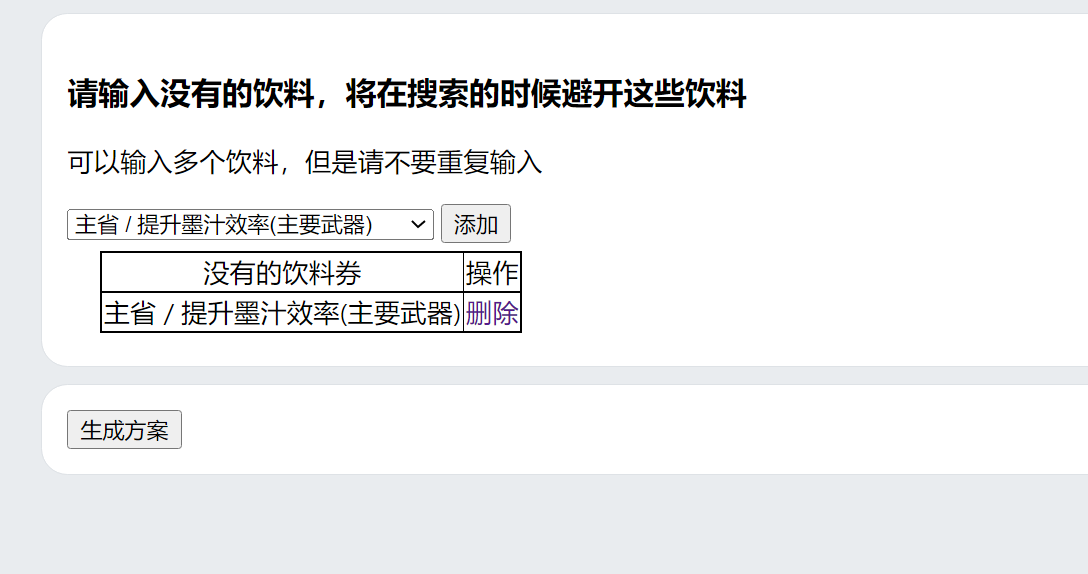 请输入没有的饮料，将在搜索的时候避开这些饮料
可以输入多个饮料，但是请不要重复输入
主省 / 提升墨汁效率(主要武器) 添加
没有的饮料券 操作
主省 / 提升墨汁效率(主要武器) 删除
生成方案